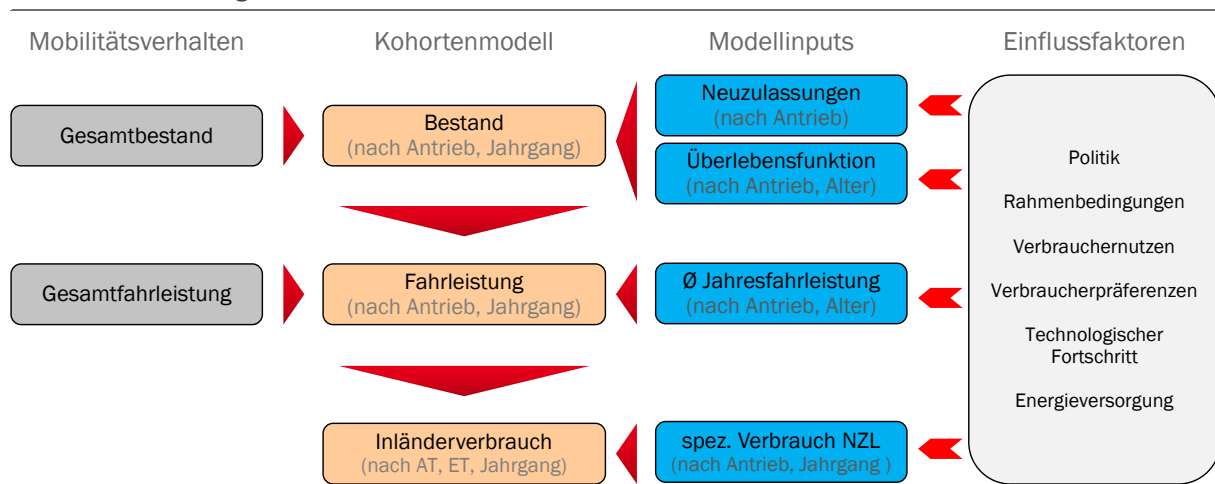 Mobilitätsverhalten
Kohortenmodell
Modellinputs
Einflussfaktoren
Gesamtbestand
Bestand
(nach Antrieb, Jahrgang)
Neuzulassungen
(nach Antrieb)
Überlebensfunktion
(nach Antrieb, Alter)
Gesamtfahrleistung
Fahrleistung
(nach Antrieb, Jahrgang)
Ø Jahresfahrleistung
(nach Antrieb, Alter)
Inländerverbrauch
(nach AT, ET, Jahrgang)
spez. Verbrauch NZL
(nach Antrieb, Jahrgang )
Politik
Rahmenbedingungen
Verbrauchernutzen
Verbraucherpräferenzen
Technologischer
Fortschritt
Energieversorgung